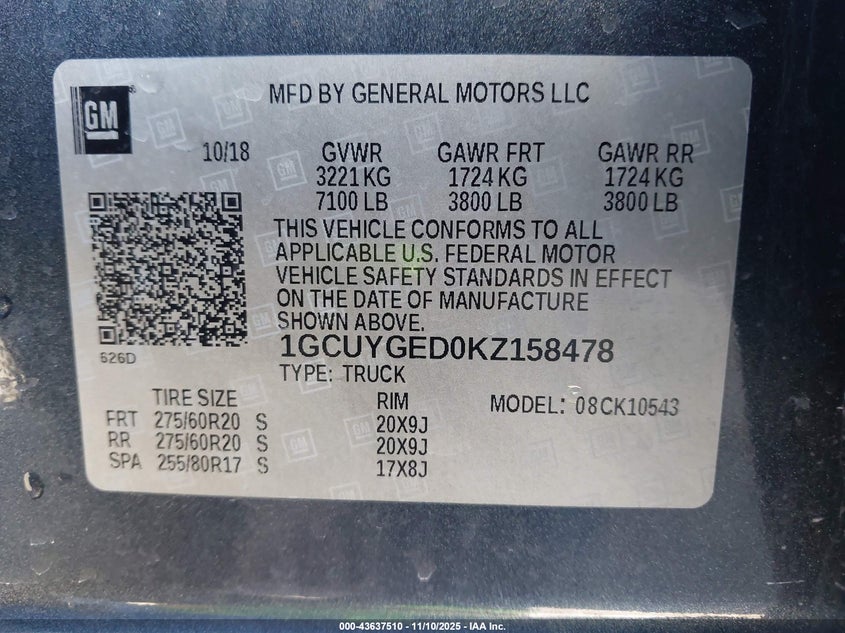 GM
MFD BY GENERAL MOTORS LLC
10/18 GVWR GAWR FRT GAWR RR
3221 KG 1724 KG 1724 KG
7100 LB 3800 LB 3800 LB
THIS VEHICLE CONFORMS TO ALL
APPLICABLE U.S. FEDERAL MOTOR
VEHICLE SAFETY STANDARDS IN EFFECT
ON THE DATE OF MANUFACTURE
SHOWN ABOVE.
626D
1GCUYGED0KZ158478
TYPE: TRUCK
TIRE SIZE RIM MODEL: 08CK10543
FRT 275/60R20 S 20X9J
RR 275/60R20 S 20X9J
SPA 255/80R17 S 17X8J
000-43637510 - 11/10/2025 - IAA Inc.